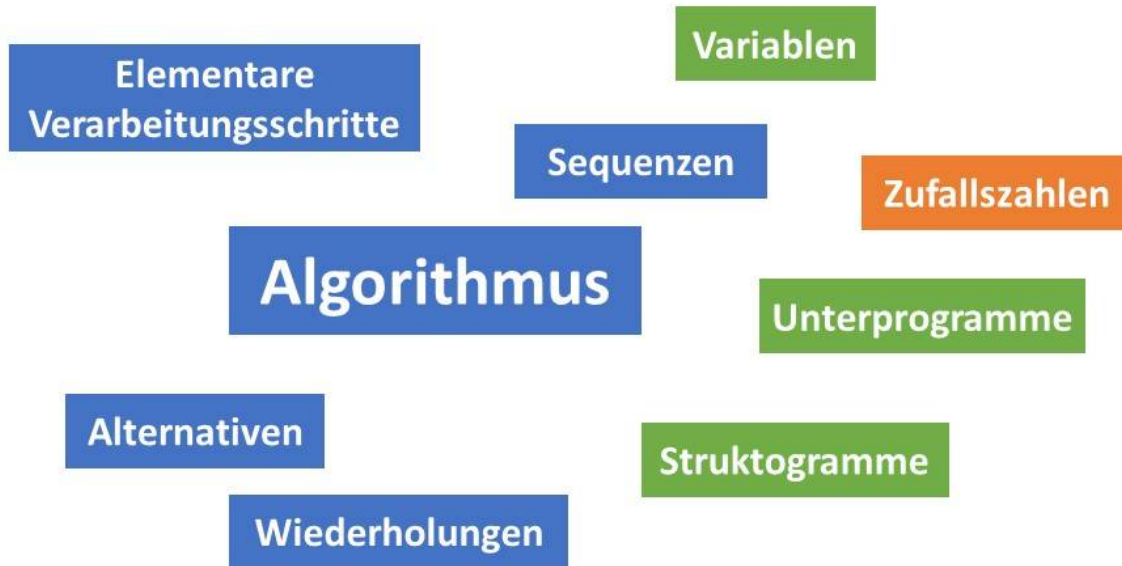 Variablen
Elementare
Verarbeitungsschritte
Sequenzen
Zufallszahlen
Algorithmus
Unterprogramme
Alternativen
Struktogramme
Wiederholungen